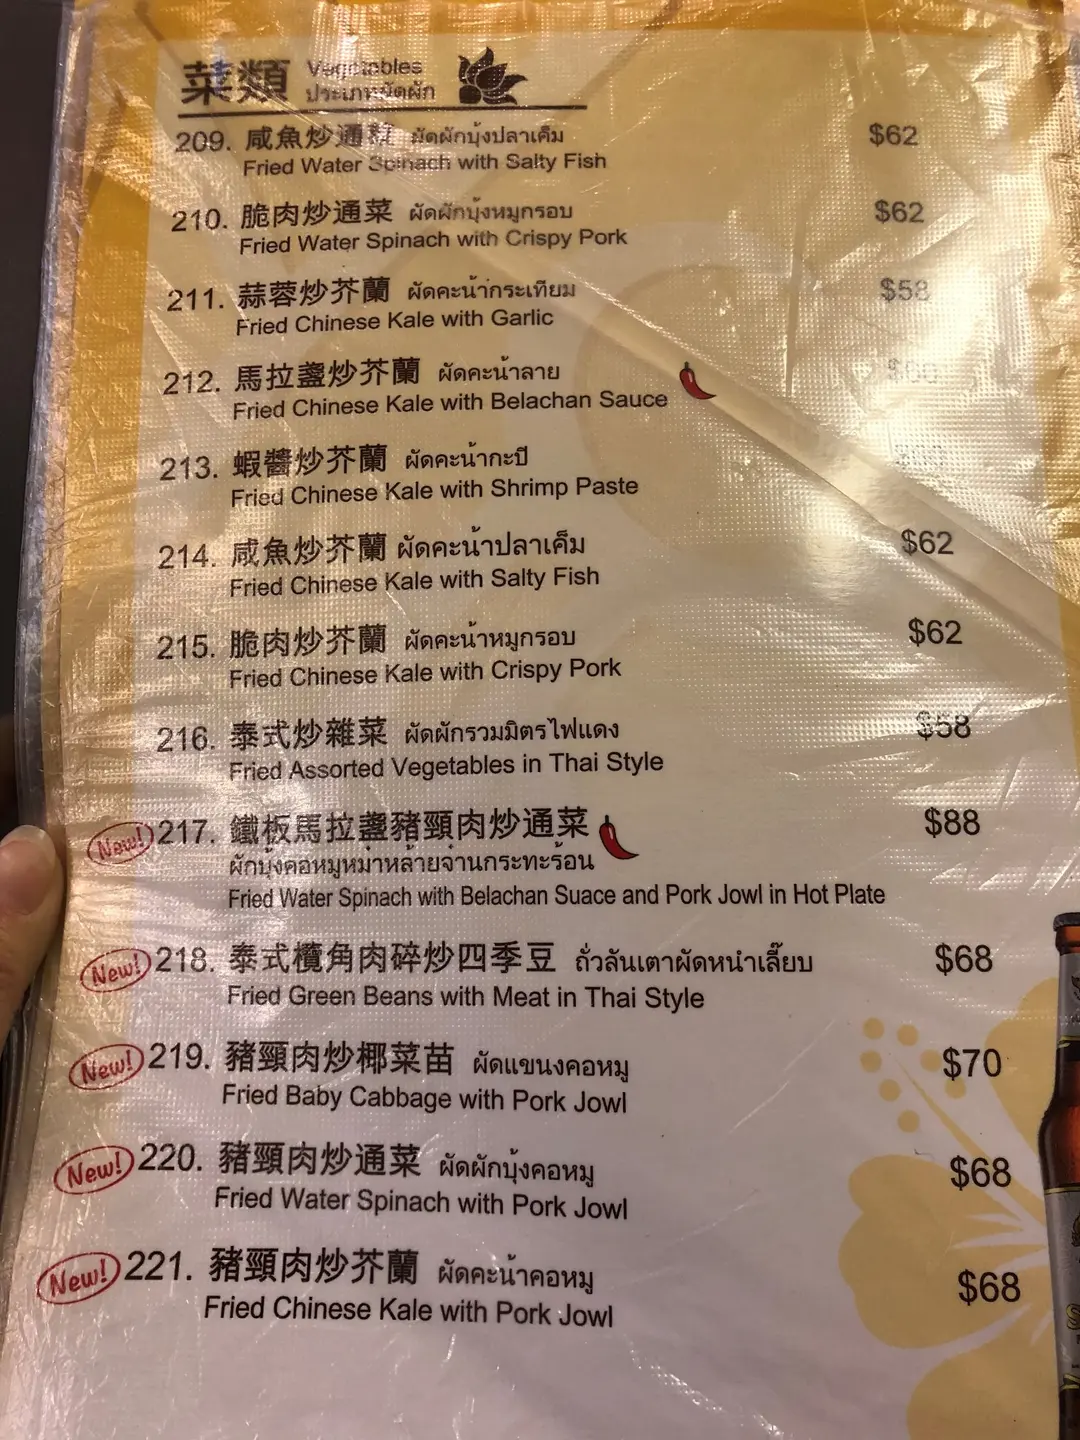 菜類 Vegetables
ประเภทผัดผัก
209. 咸魚炒通菜 ผัดผักบุ้งปลาเค็ม $62
Fried Water Spinach with Salty Fish
210. 脆肉炒通菜 ผัดผักบุ้งหมูกรอบ $62
Fried Water Spinach with Crispy Pork
211. 蒜蓉炒芥蘭 ผัดคะน้ากระเทียม $58
Fried Chinese Kale with Garlic
212. 馬拉盞炒芥蘭 ผัดคะน้าลาย
Fried Chinese Kale with Belachan Sauce
213. 蝦醬炒芥蘭 ผัดคะน้ากะปี
Fried Chinese Kale with Shrimp Paste
214. 咸魚炒芥蘭 ผัดคะน้าปลาเค็ม $62
Fried Chinese Kale with Salty Fish
215. 脆肉炒芥蘭 ผัดคะน้าหมูกรอบ $62
Fried Chinese Kale with Crispy Pork
216. 泰式炒雜菜 ผัดผักรวมมิตรไฟแดง $58
Fried Assorted Vegetables in Thai Style
New! 217. 鐵板馬拉盞豬頸肉炒通菜 $88
ผักบุ้งคอหมูหม่าหล้ายจ่านกระทะร้อน
Fried Water Spinach with Belachan Suace and Pork Jowl in Hot Plate
New! 218. 泰式欖角肉碎炒四季豆 ถั่วลันเตาผัดหนำเลี๊ยบ $68
Fried Green Beans with Meat in Thai Style
New! 219. 豬頸肉炒椰菜苗 ผัดแขนงคอหมู $70
Fried Baby Cabbage with Pork Jowl
New! 220. 豬頸肉炒通菜 ผัดผักบุ้งคอหมู $68
Fried Water Spinach with Pork Jowl
New! 221. 豬頸肉炒芥蘭 ผัดคะน้าคอหมู $68
Fried Chinese Kale with Pork Jowl